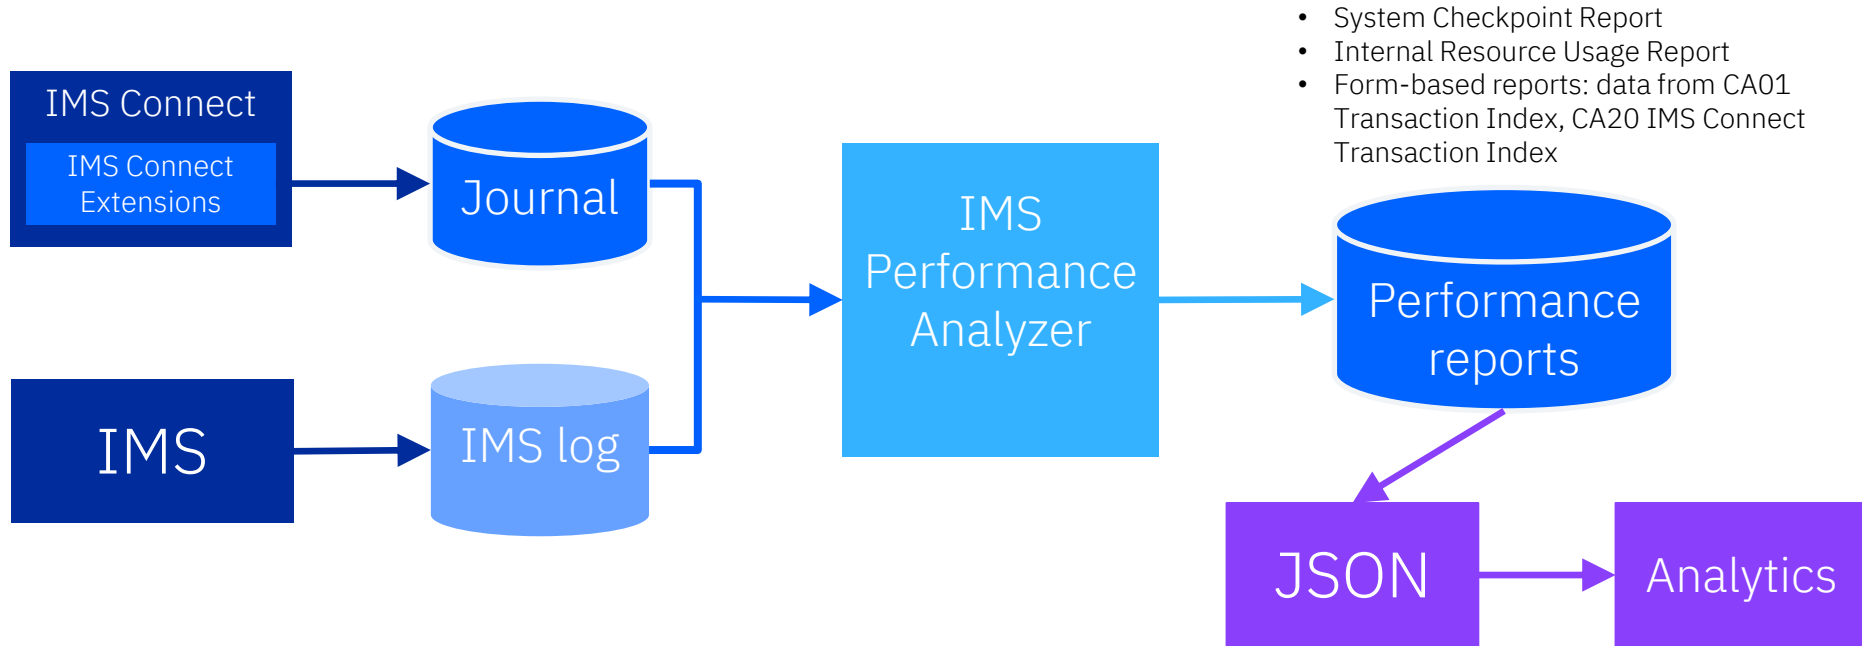 • System Checkpoint Report
• Internal Resource Usage Report
• Form-based reports: data from CA01
Transaction Index, CA20 IMS Connect
Transaction Index
IMS Connect
IMS Connect
Extensions
Journal
IMS
Performance
Analyzer
Performance
reports
IMS
IMS log
JSON
Analytics